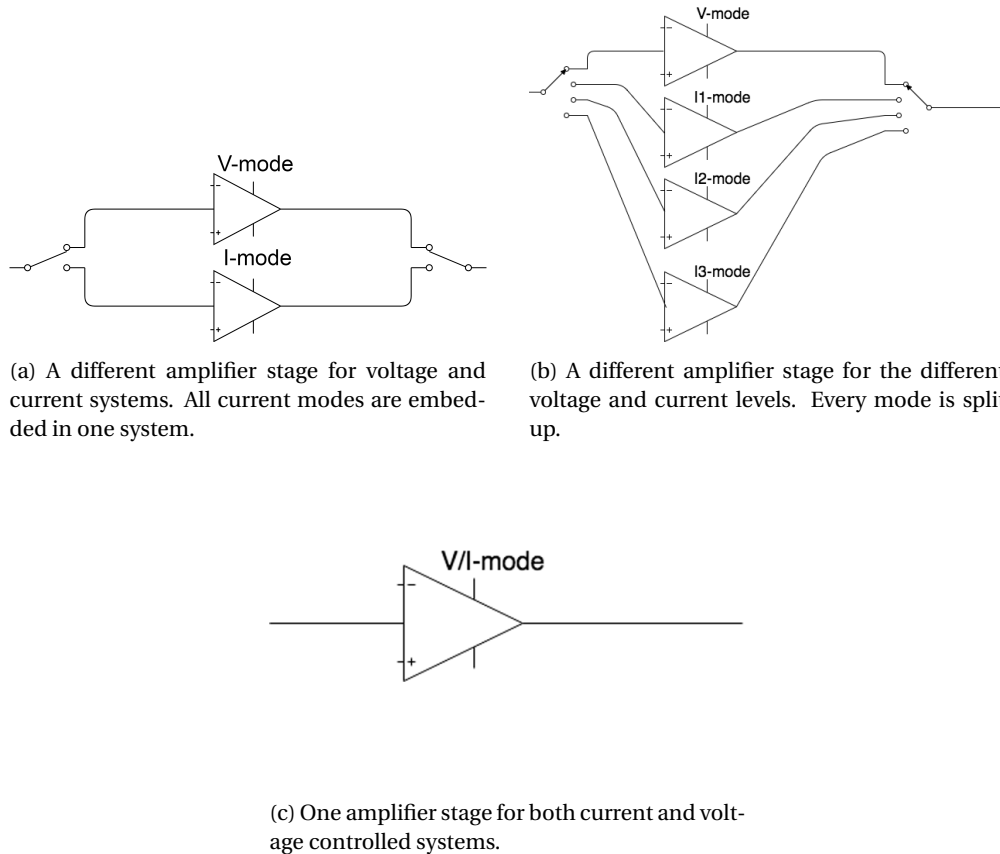 V-mode
I-mode
(a) A different amplifier stage for voltage and
current systems. All current modes are embed-
ded in one system.
V-mode
I1-mode
I2-mode
I3-mode
(b) A different amplifier stage for the different
voltage and current levels. Every mode is split
up.
V/I-mode
(c) One amplifier stage for both current and volt-
age controlled systems.